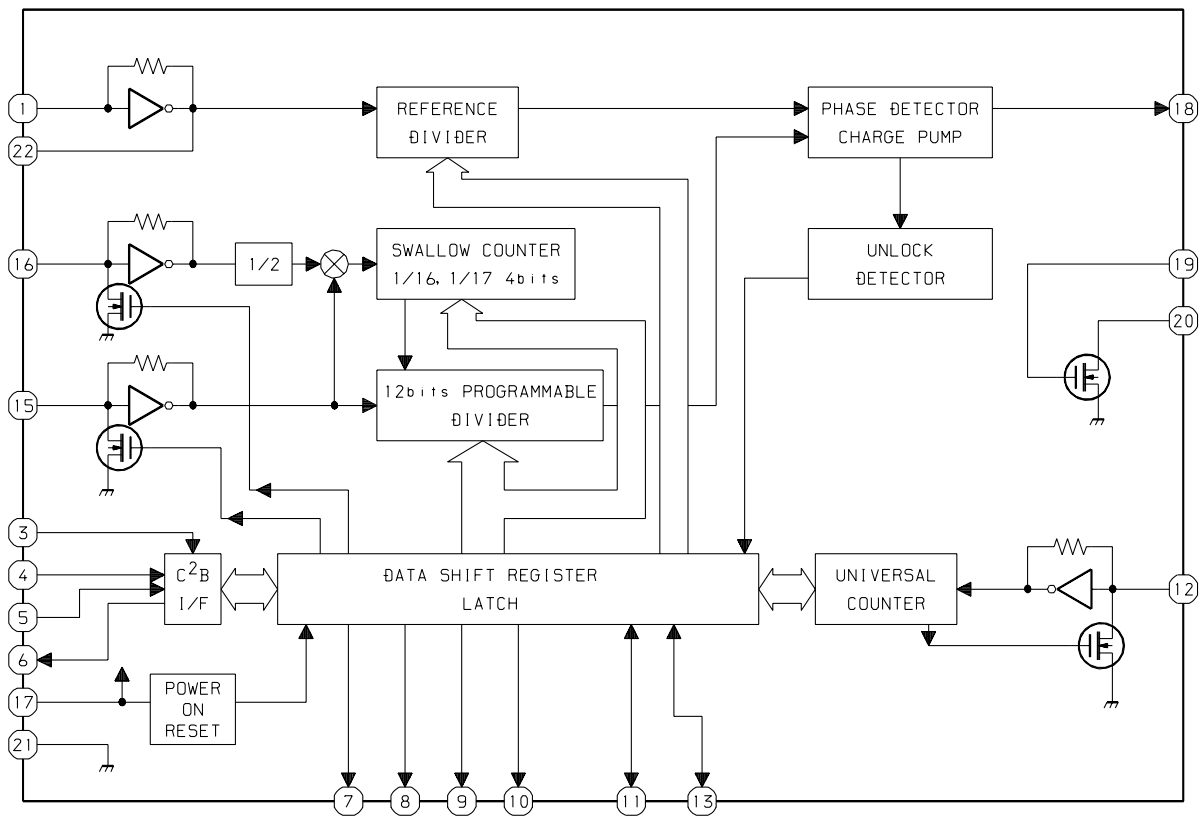 1
REFERENCE
DIVIDER
PHASE DETECTOR
CHARGE PUMP
18
22
16
1/2
SWALLOW COUNTER
1/16, 1/17 4bits
UNLOCK
DETECTOR
19
20
15
12bits PROGRAMMABLE
DIVIDER
3
4
5
6
C²B
I/F
DATA SHIFT REGISTER
LATCH
UNIVERSAL
COUNTER
12
17
POWER
ON
RESET
21
7
8
9
10
11
13